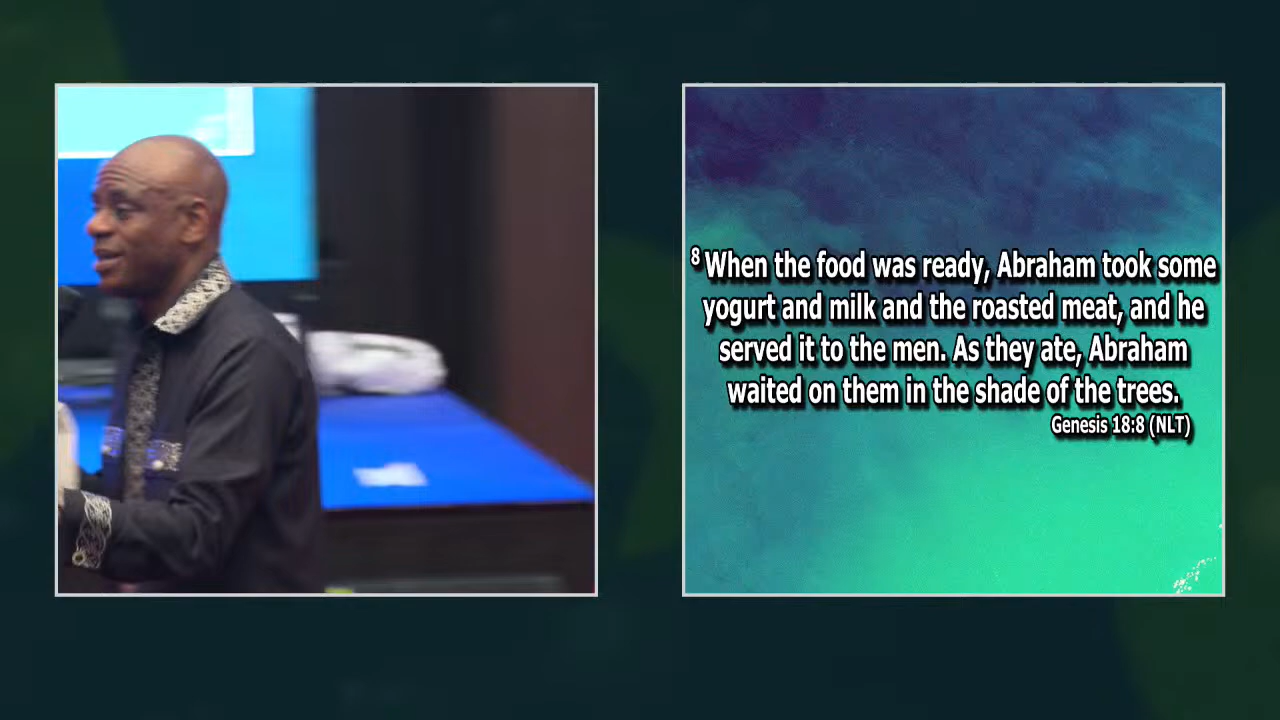 8 When the food was ready, Abraham took some
yogurt and milk and the roasted meat, and he
served it to the men. As they ate, Abraham
waited on them in the shade of the trees.
Genesis 18:8 (NLT)